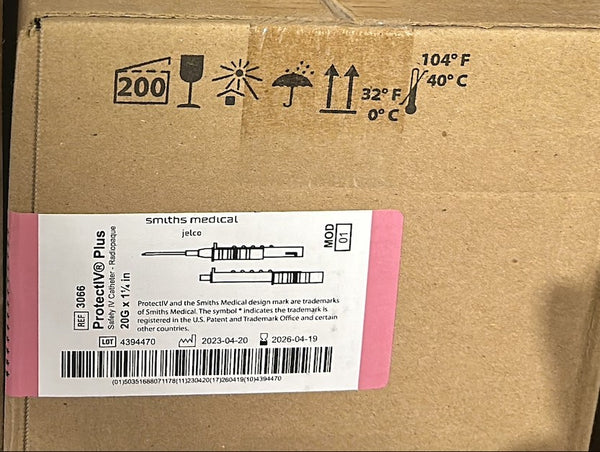 200
104° F
40° C
32° F
0° C
smiths medical
jelco
MOD 01
REF 3066
ProtectIV® Plus
Safety IV Catheter - Radiopaque
20G x 1¼ in
ProtectIV and the Smiths Medical design mark are trademarks
of Smiths Medical. The symbol * indicates the trademark is
registered in the U.S. Patent and Trademark Office and certain
other countries.
LOT 4394470 2023-04-20 2026-04-19
(01)50351688071178(11)230420(17)260419(10)4394470